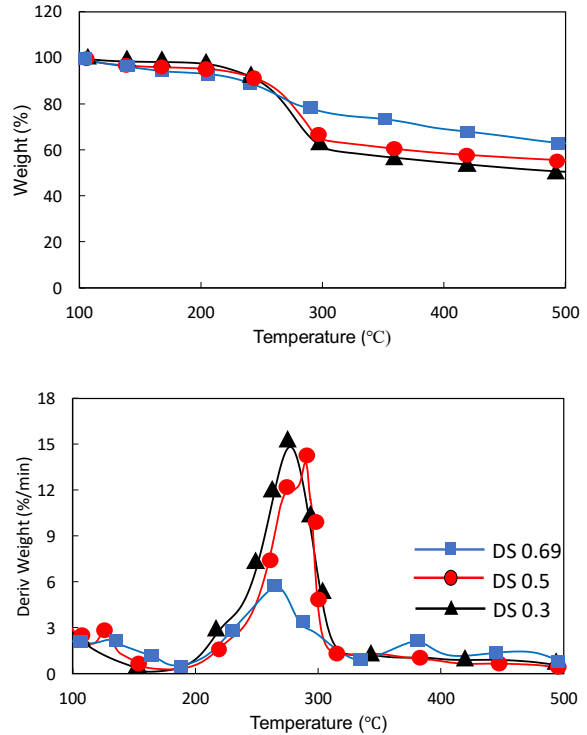 120
100
80
60
40
20
0
Weight (%)
100 200 300 400 500
Temperature (℃)
18
15
12
9
6
3
0
Deriv Weight (%/min)
DS 0.69
DS 0.5
DS 0.3
100 200 300 400 500
Temperature (℃)